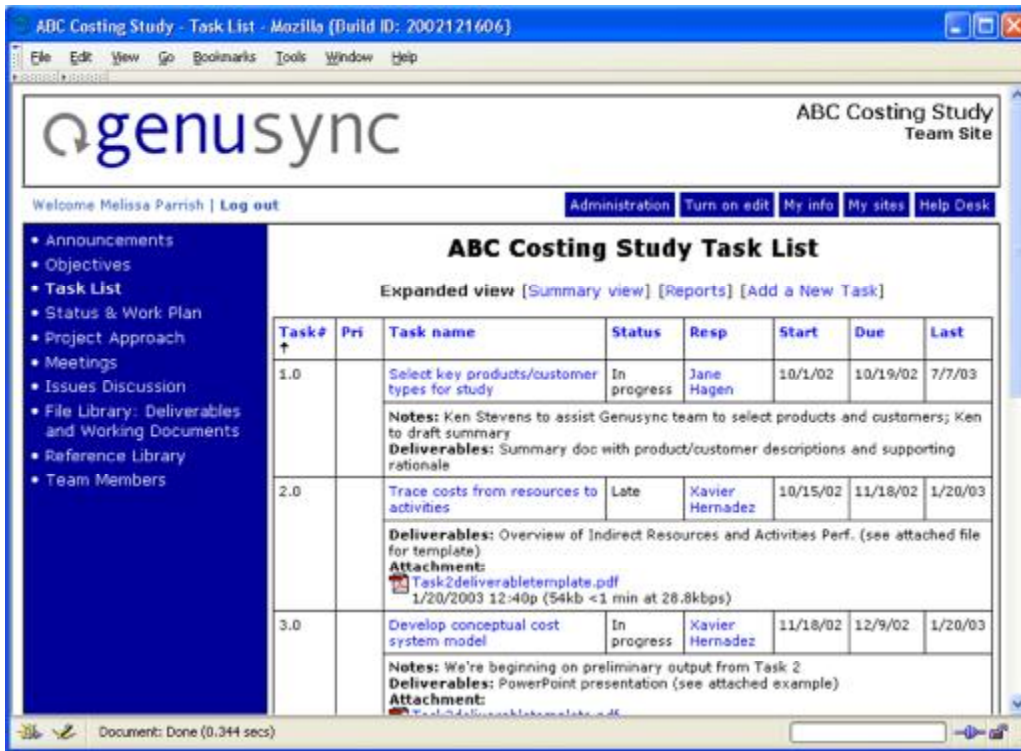 ABC Costing Study - Task List - Mozilla {Build ID: 2002121606}
File Edit View Go Bookmarks Tools Window Help
genusync
ABC Costing Study
Team Site
Welcome Melissa Parrish | Log out
Administration Turn on edit My info My sites Help Desk
• Announcements
• Objectives
• Task List
• Status & Work Plan
• Project Approach
• Meetings
• Issues Discussion
• File Library: Deliverables
and Working Documents
• Reference Library
• Team Members
ABC Costing Study Task List
Expanded view [Summary view] [Reports] [Add a New Task]
Task# Pri Task name Status Resp Start Due Last
1.0 Select key products/customer In Jane 10/1/02 10/19/02 7/7/03
types for study progress Hagen
Notes: Ken Stevens to assist Genusync team to select products and customers; Ken
to draft summary
Deliverables: Summary doc with product/customer descriptions and supporting
rationale
2.0 Trace costs from resources to Late Xavier 10/15/02 11/18/02 1/20/03
activities Hernadez
Deliverables: Overview of Indirect Resources and Activities Perf. (see attached file
for template)
Attachment:
Task2deliverabletemplate.pdf
1/20/2003 12:40p (54kb <1 min at 28.8kbps)
3.0 Develop conceptual cost In Xavier 11/18/02 12/9/02 1/20/03
system model progress Hernadez
Notes: We're beginning on preliminary output from Task 2
Deliverables: PowerPoint presentation (see attached example)
Attachment:
Document: Done (0.344 secs)